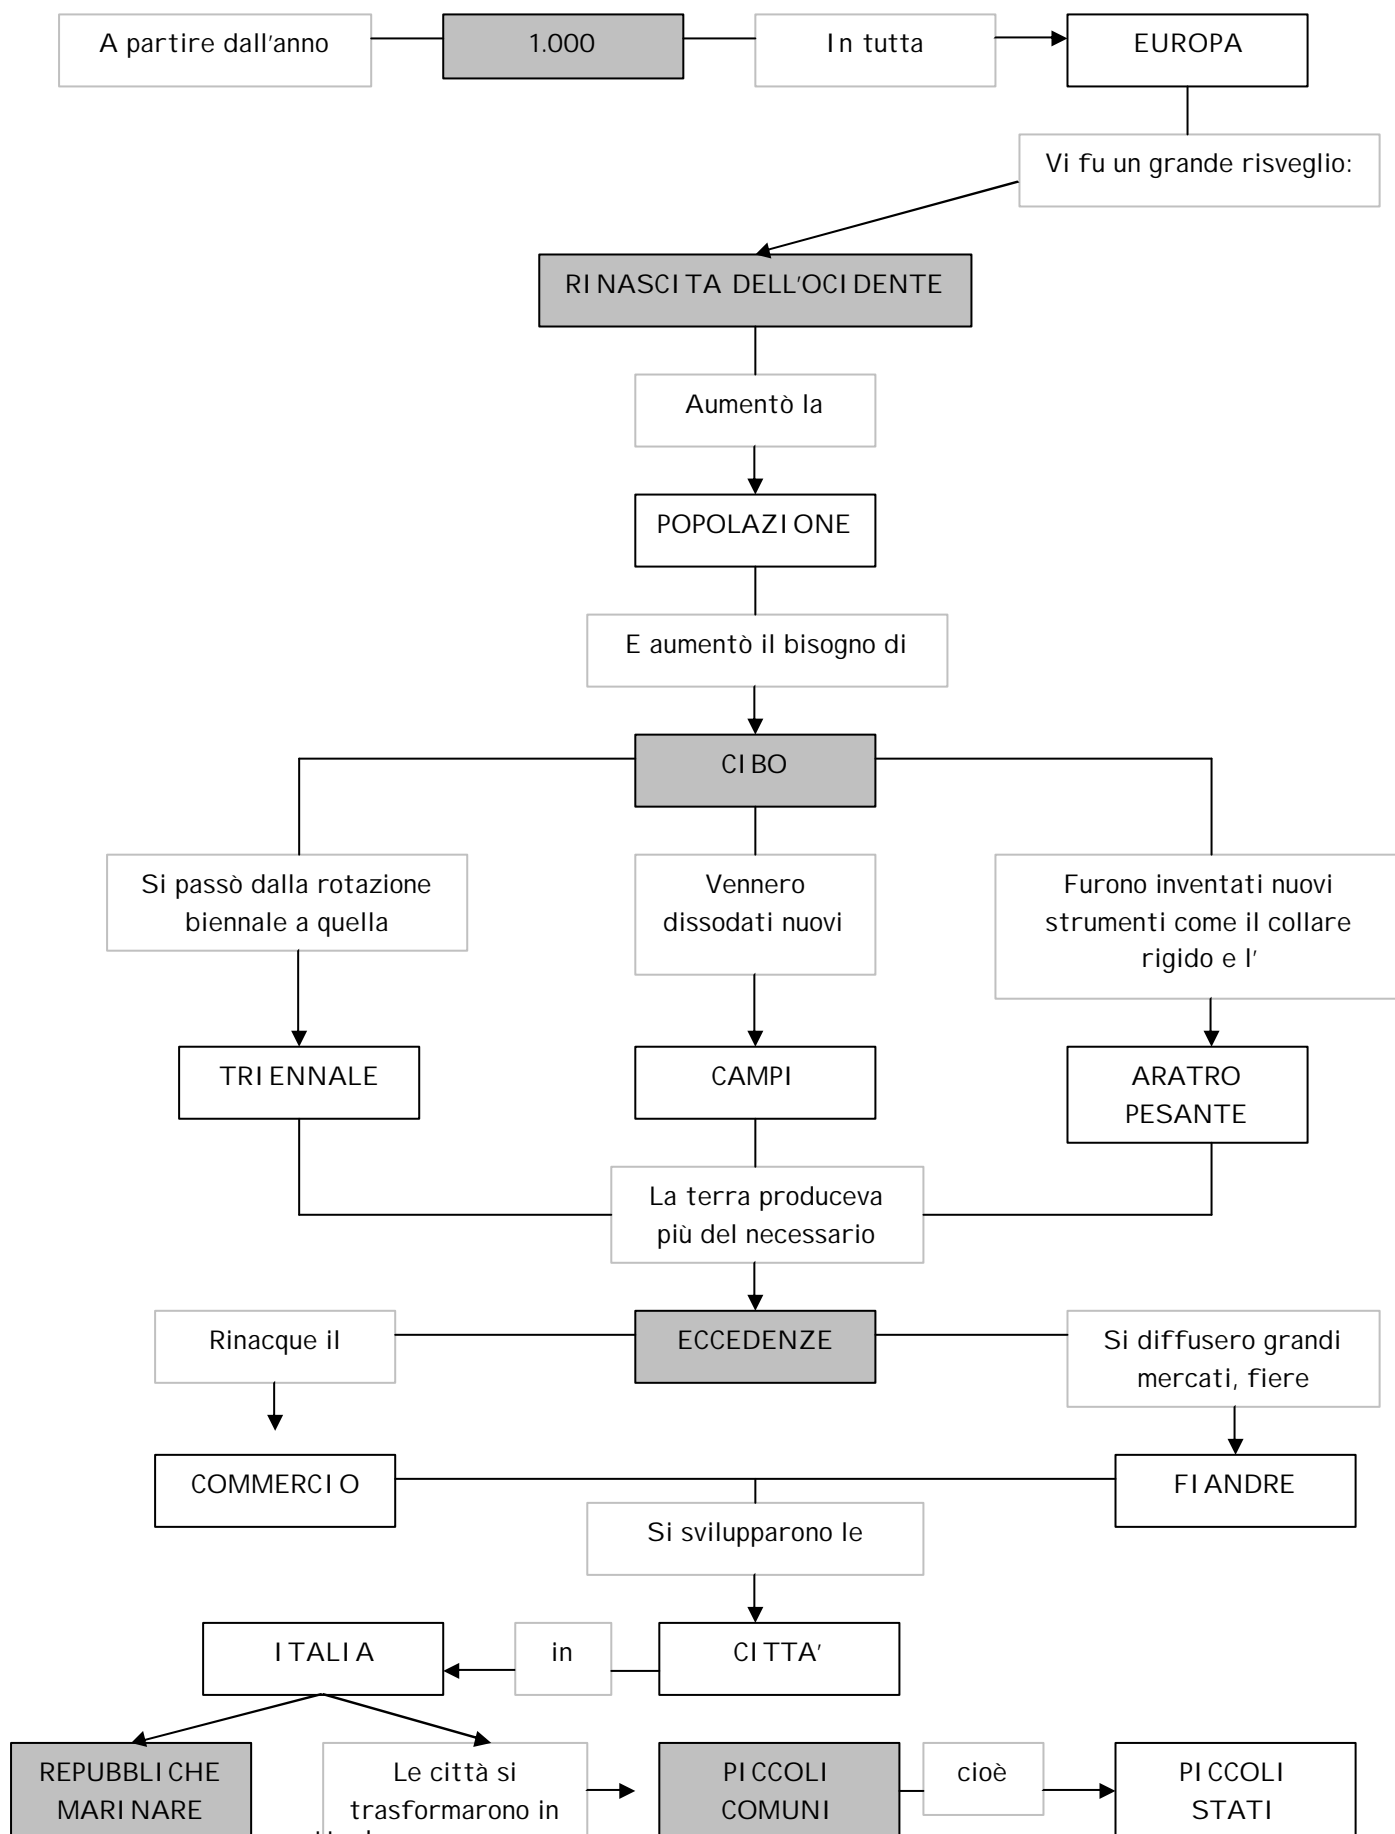 A partire dall'anno
1.000
In tutta
EUROPA
Vi fu un grande risveglio:
RINASCITA DELL'OCIDENTE
Aumentò la
POPOLAZIONE
E aumentò il bisogno di
CIBO
Si passò dalla rotazione
biennale a quella
Vennero
dissodati nuovi
Furono inventati nuovi
strumenti come il collare
rigido e l'
TRIENNALE
CAMPI
ARATRO
PESANTE
La terra produceva
più del necessario
Rinacque il
ECCEDENZE
Si diffusero grandi
mercati, fiere
COMMERCIO
FIANDRE
Si svilupparono le
ITALIA
in
CITTA'
REPUBBLICHE
MARINARE
Le città si
trasformarono in
PICCOLI
COMUNI
cioè
PICCOLI
STATI